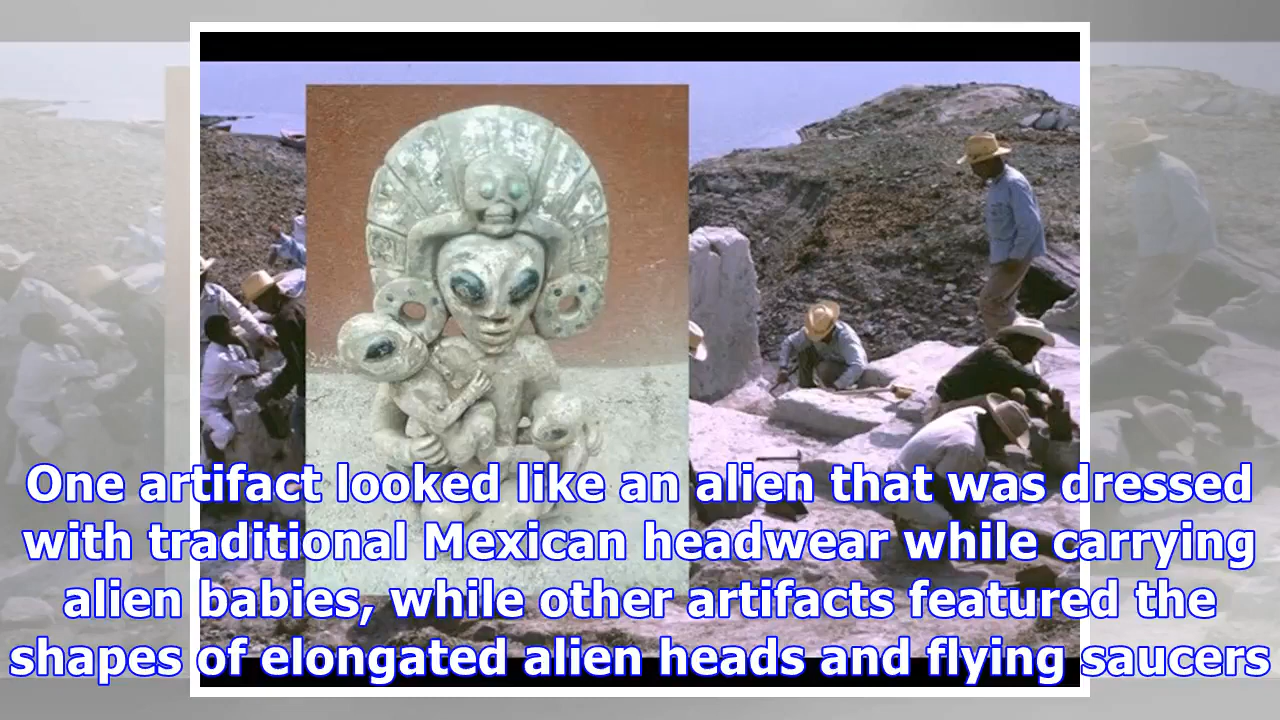 One artifact looked like an alien that was dressed
with traditional Mexican headwear while carrying
alien babies, while other artifacts featured the
shapes of elongated alien heads and flying saucers